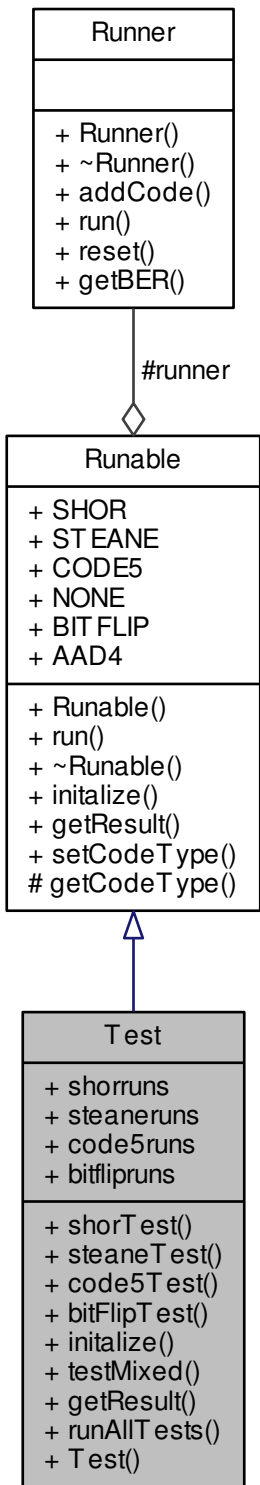 Runner
+ Runner()
+ ~Runner()
+ addCode()
+ run()
+ reset()
+ getBER()
#runner
Runable
+ SHOR
+ STEANE
+ CODE5
+ NONE
+ BITFLIP
+ AAD4
+ Runable()
+ run()
+ ~Runable()
+ initalize()
+ getResult()
+ setCodeType()
# getCodeType()
Test
+ shorruns
+ steaneruns
+ code5runs
+ bitflipruns
+ shorTest()
+ steaneTest()
+ code5Test()
+ bitFlipTest()
+ initalize()
+ testMixed()
+ getResult()
+ runAllTests()
+ Test()